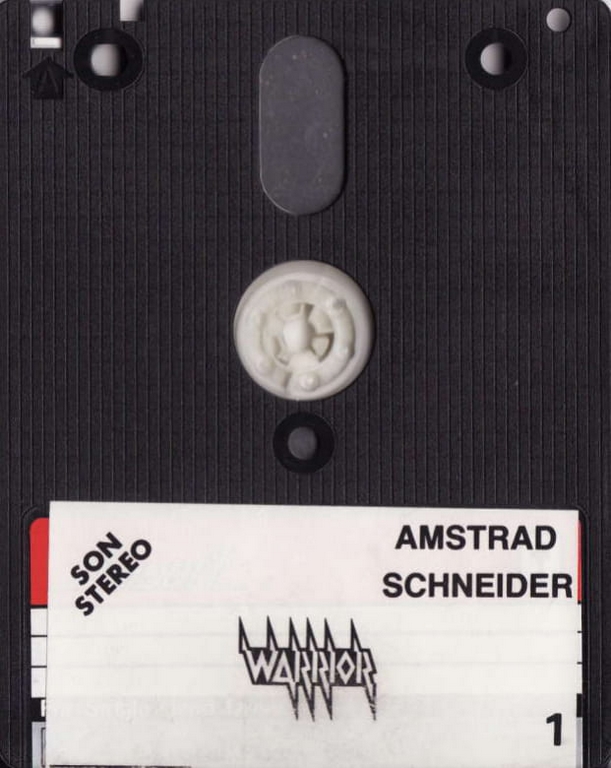 SON
STEREO
AMSTRAD
SCHNEIDER
WARRIOR
1